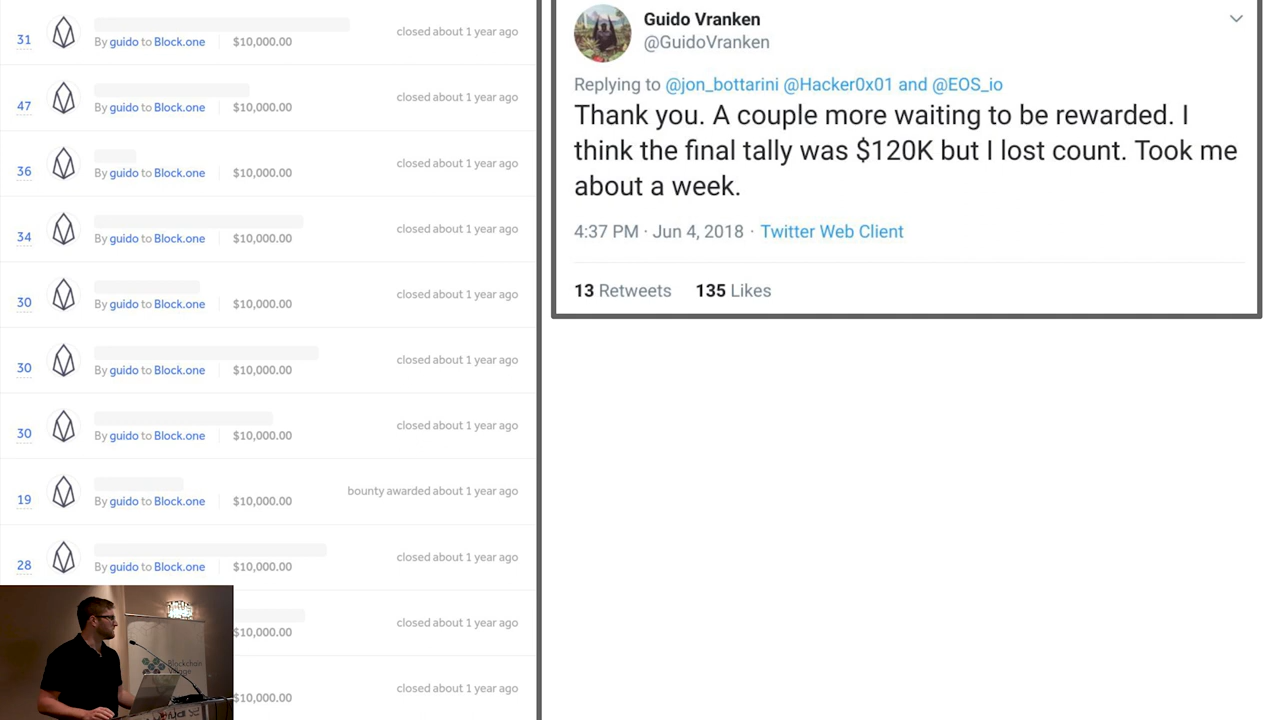 31
By guido to Block.one
$10,000.00
closed about 1 year ago
47
By guido to Block.one
$10,000.00
closed about 1 year ago
36
By guido to Block.one
$10,000.00
closed about 1 year ago
34
By guido to Block.one
$10,000.00
closed about 1 year ago
30
By guido to Block.one
$10,000.00
closed about 1 year ago
30
By guido to Block.one
$10,000.00
closed about 1 year ago
30
By guido to Block.one
$10,000.00
closed about 1 year ago
19
By guido to Block.one
$10,000.00
bounty awarded about 1 year ago
28
By guido to Block.one
$10,000.00
closed about 1 year ago
$10,000.00
closed about 1 year ago
$10,000.00
closed about 1 year ago
Blockchain
Village
Guido Vranken
@GuidoVranken
Replying to @jon_bottarini @Hacker0x01 and @EOS_io
Thank you. A couple more waiting to be rewarded. I
think the final tally was $120K but I lost count. Took me
about a week.
4:37 PM · Jun 4, 2018 · Twitter Web Client
13 Retweets 135 Likes